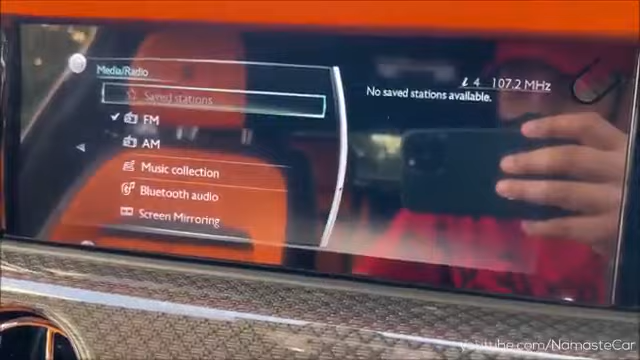 Media/Radio
4 107.2 MHz
Saved stations
No saved stations available.
FM
AM
Music collection
Bluetooth audio
Screen Mirroring
youtube.com/NamasteCar